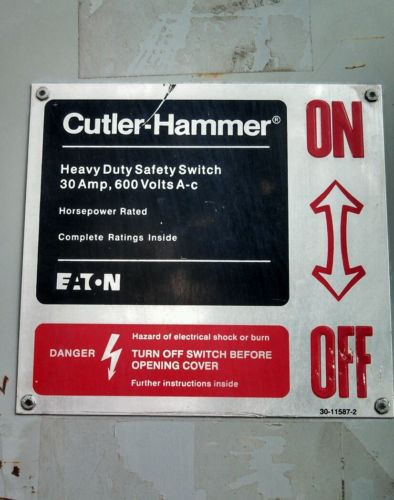 Cutler-Hammer®
Heavy Duty Safety Switch
30 Amp, 600 Volts A-c
Horsepower Rated
Complete Ratings Inside
EATON
ON
OFF
DANGER
Hazard of electrical shock or burn
TURN OFF SWITCH BEFORE
OPENING COVER
Further instructions inside
30-11587-2